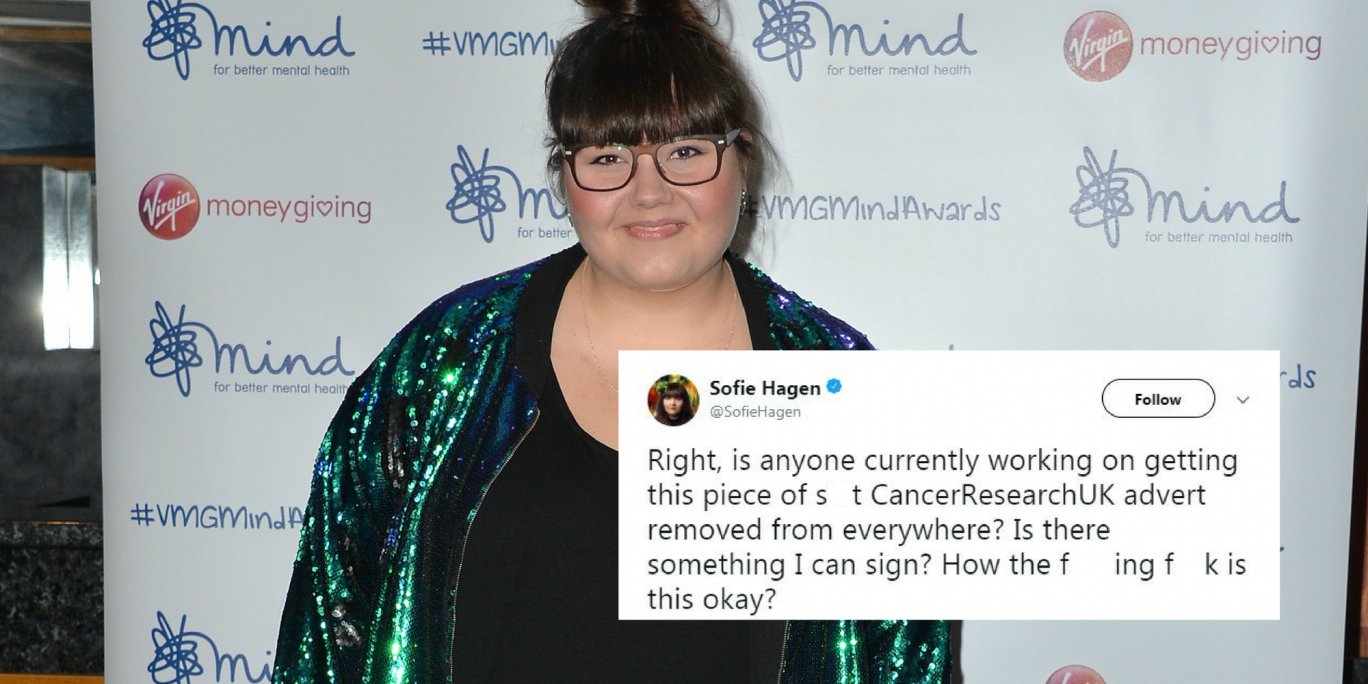 mind
for better mental health
#VMGM
mind
for better mental health
Virgin moneygiving
Virgin moneygiving
m
for better
#VMGMindAwards
mind
for better mental health
mind
for better mental health
rds
#VMGMindA
mi
Sofie Hagen
@SofieHagen
Follow
Right, is anyone currently working on getting
this piece of s t CancerResearchUK advert
removed from everywhere? Is there
something I can sign? How the f ing f k is
this okay?